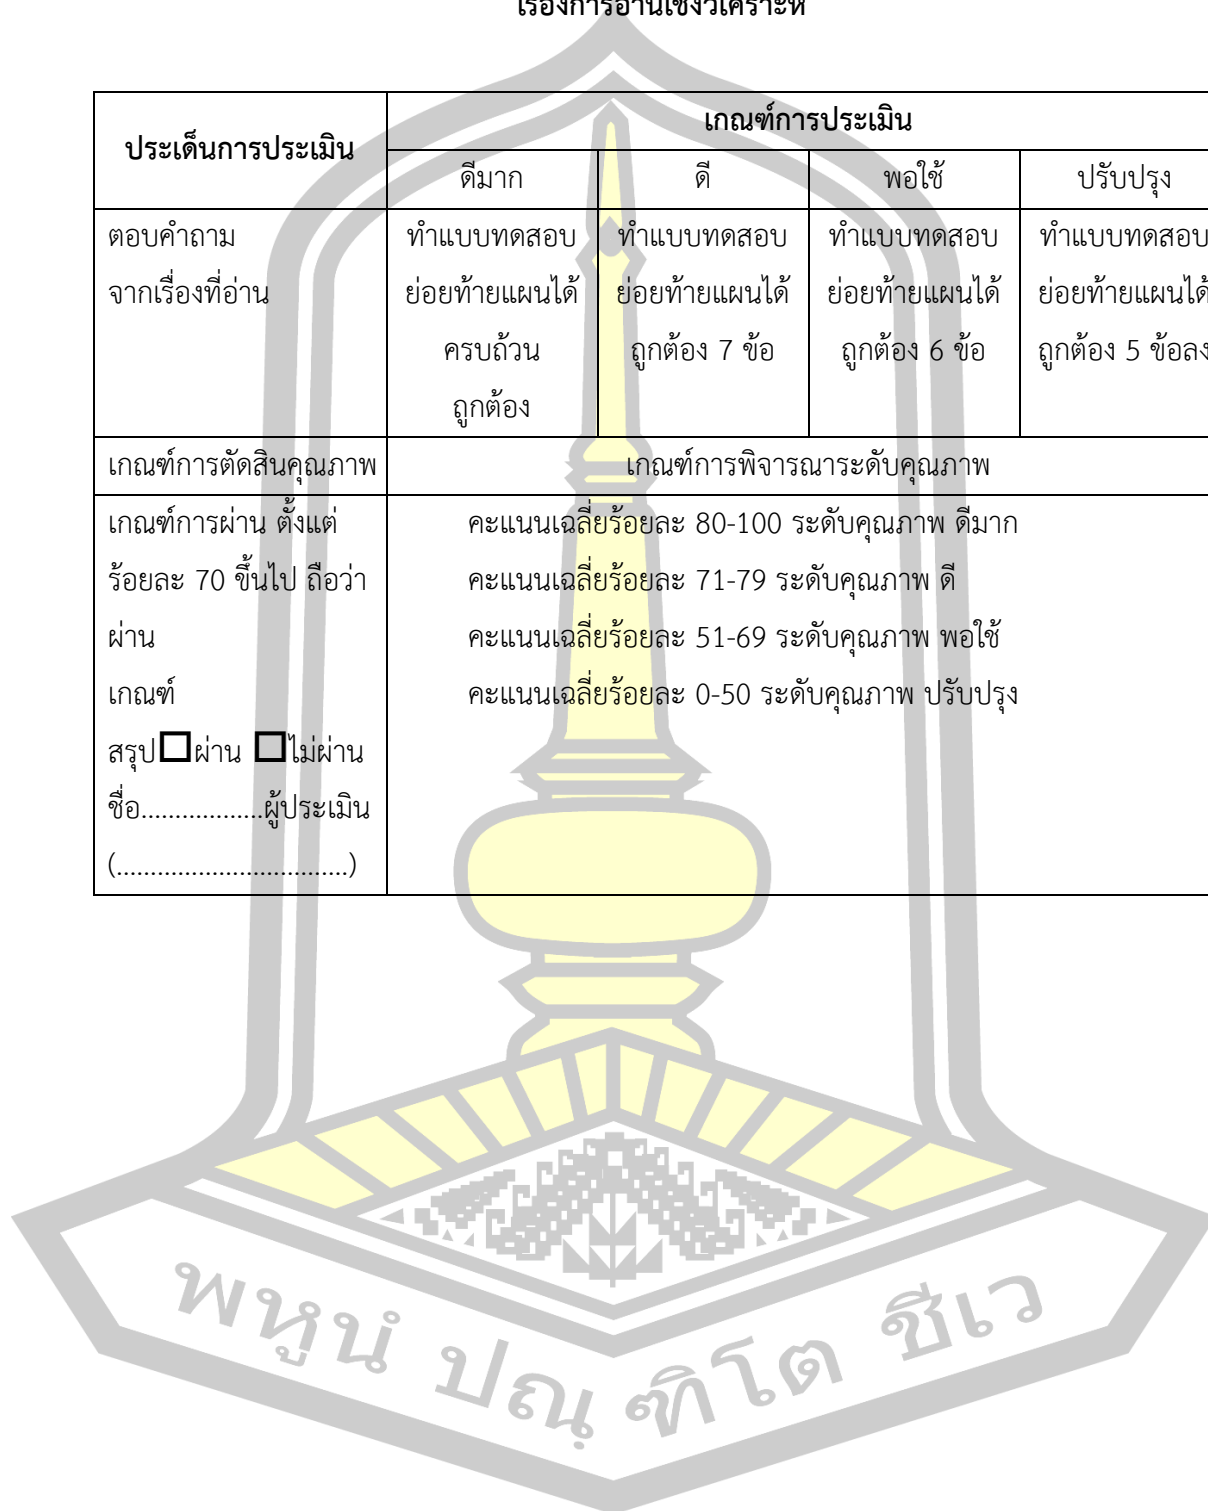 เรื่องการอ่านเชิงวิเคราะห์
ประเด็นการประเมิน
เกณฑ์การประเมิน
ดีมาก ดี พอใช้ ปรับปรุง
ตอบคำถาม
จากเรื่องที่อ่าน
ทำแบบทดสอบ
ย่อยท้ายแผนได้
ครบถ้วน
ถูกต้อง
ทำแบบทดสอบ
ย่อยท้ายแผนได้
ถูกต้อง 7 ข้อ
ทำแบบทดสอบ
ย่อยท้ายแผนได้
ถูกต้อง 6 ข้อ
ทำแบบทดสอบ
ย่อยท้ายแผนได้
ถูกต้อง 5 ข้อลง
เกณฑ์การตัดสินคุณภาพ
เกณฑ์การพิจารณาระดับคุณภาพ
เกณฑ์การผ่าน ตั้งแต่
ร้อยละ 70 ขึ้นไป ถือว่า
ผ่าน
เกณฑ์
สรุป☐ผ่าน ☐ไม่ผ่าน
ชื่อ..................ผู้ประเมิน
(..................................)
คะแนนเฉลี่ยร้อยละ 80-100 ระดับคุณภาพ ดีมาก
คะแนนเฉลี่ยร้อยละ 71-79 ระดับคุณภาพ ดี
คะแนนเฉลี่ยร้อยละ 51-69 ระดับคุณภาพ พอใช้
คะแนนเฉลี่ยร้อยละ 0-50 ระดับคุณภาพ ปรับปรุง
พหูนํ ปณฺฑิโต ชีเว